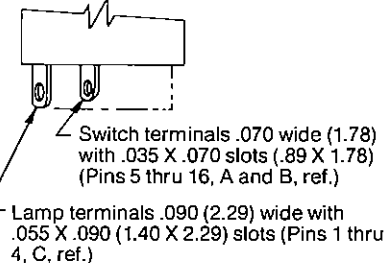 Switch terminals .070 wide (1.78)
with .035 X .070 slots (.89 X 1.78)
(Pins 5 thru 16, A and B, ref.)
Lamp terminals .090 (2.29) wide with
.055 X .090 (1.40 X 2.29) slots (Pins 1 thru
4, C, ref.)